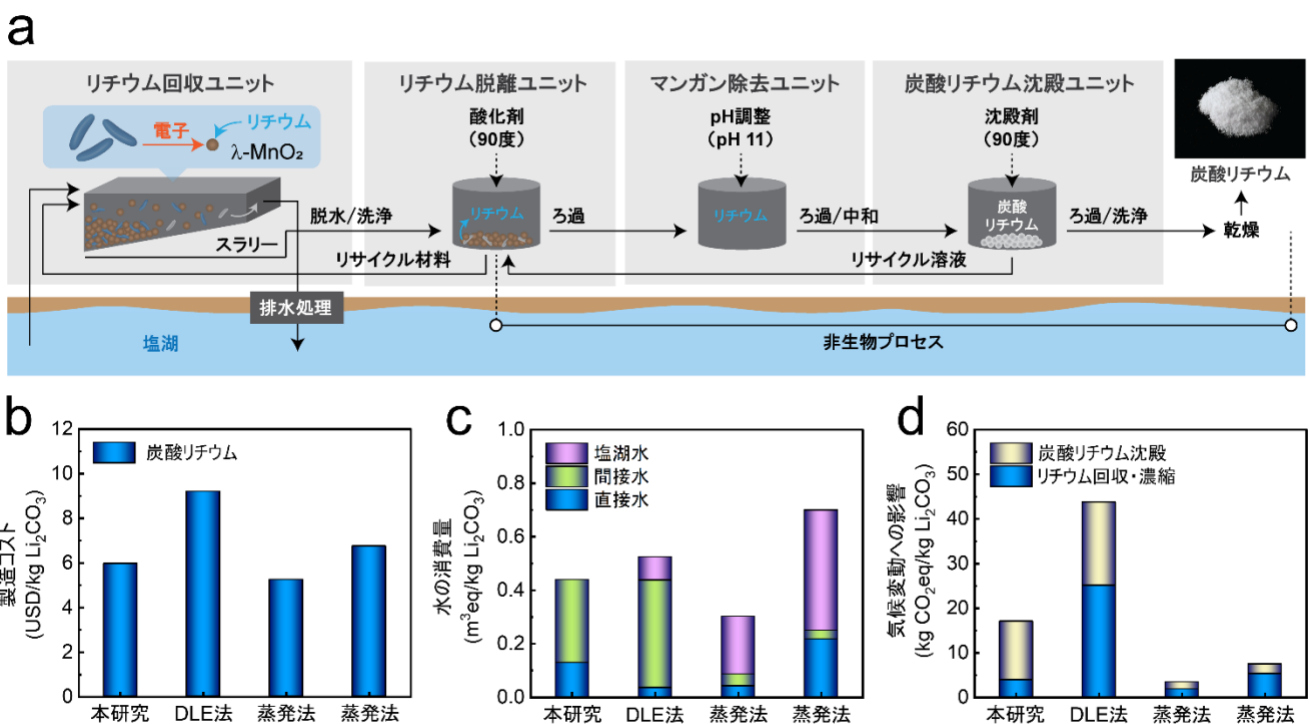 a
リチウム回収ユニット
リチウム脱離ユニット
マンガン除去ユニット
炭酸リチウム沈殿ユニット
電子
リチウム
λ-MnO₂
酸化剤
（90度）
pH調整
（pH 11）
沈殿剤
（90度）
炭酸リチウム
スラリー
脱水/洗浄
リチウム
ろ過
リチウム
ろ過/中和
炭酸
リチウム
ろ過/洗浄
乾燥
リサイクル材料
リサイクル溶液
排水処理
塩湖
非生物プロセス
b
製造コスト
(USD/kg Li₂CO₃)
12
10
8
6
4
2
0
炭酸リチウム
本研究
DLE法
蒸発法
蒸発法
c
水の消費量
(m³eq/kg Li₂CO₃)
1.0
0.8
0.6
0.4
0.2
0.0
塩湖水
間接水
直接水
本研究
DLE法
蒸発法
蒸発法
d
気候変動への影響
(kg CO₂eq/kg Li₂CO₃)
60
50
40
30
20
10
0
炭酸リチウム沈殿
リチウム回収・濃縮
本研究
DLE法
蒸発法
蒸発法